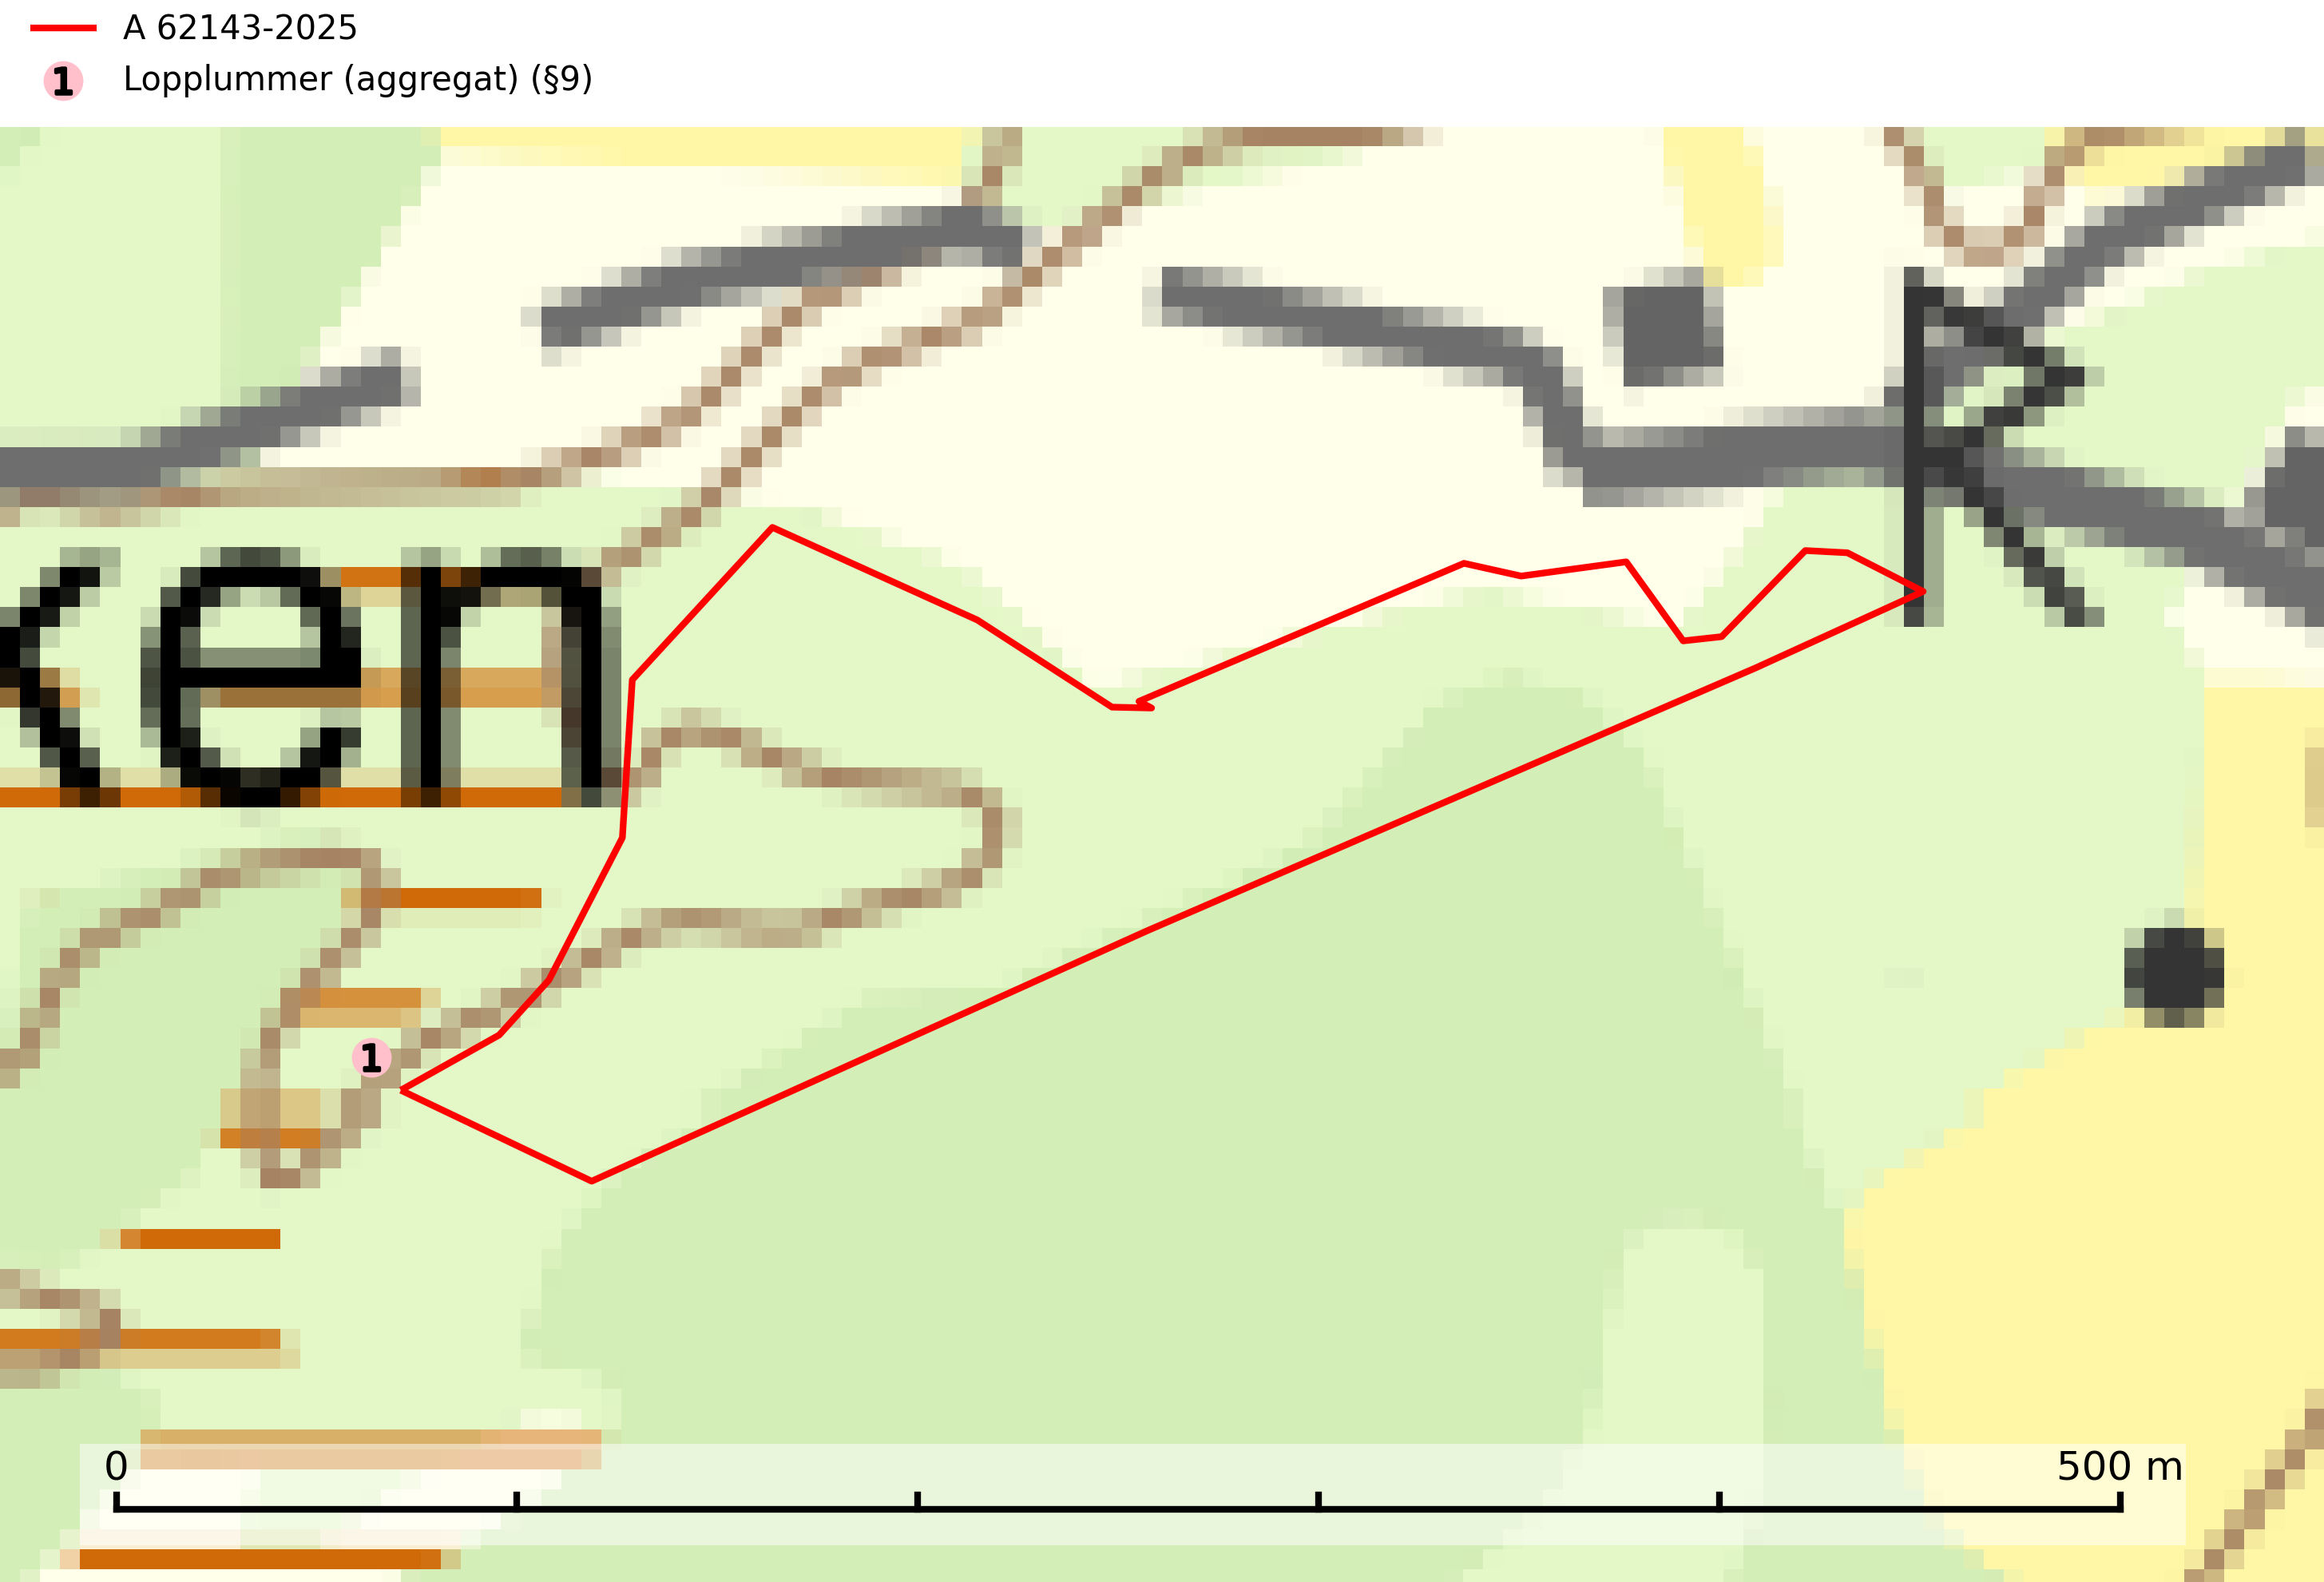 A 62143-2025
1 Lopplummer (aggregat) (§9)
R
ken
1
0 500 m